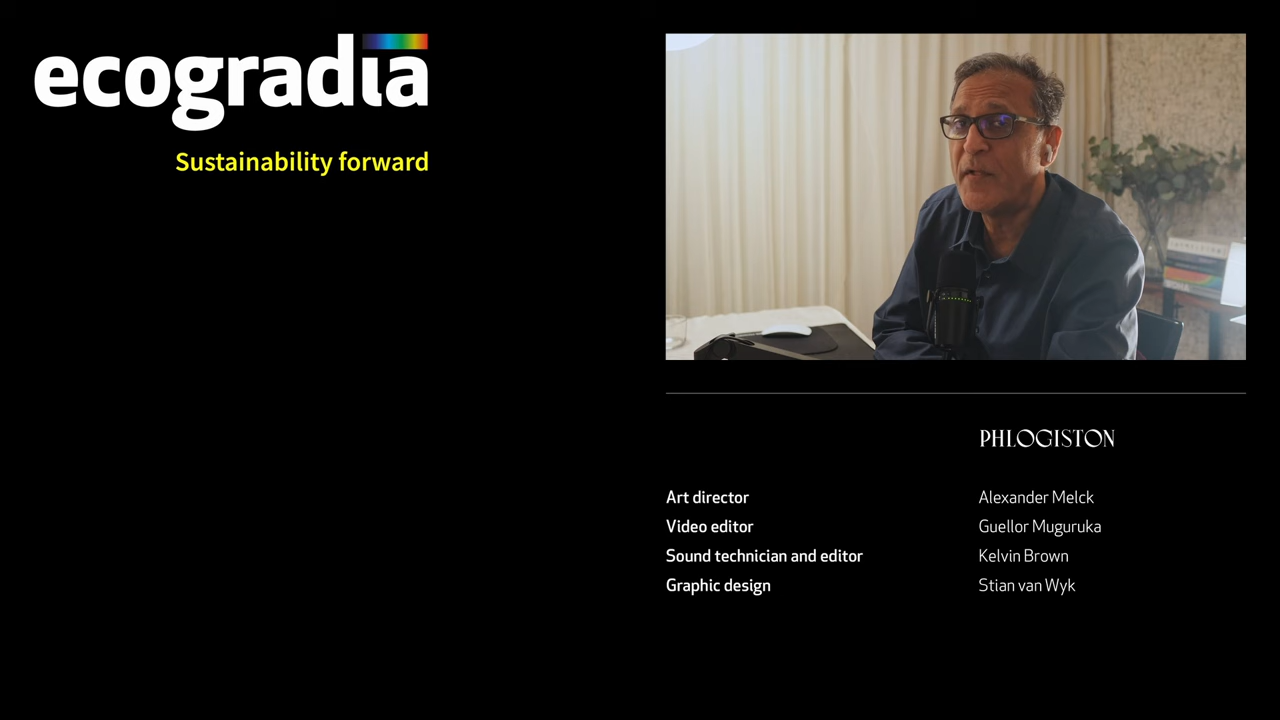 ecogradia
Sustainability forward
PHLOGISTON
Art director Alexander Melck
Video editor Guellor Muguruka
Sound technician and editor Kelvin Brown
Graphic design Stian van Wyk